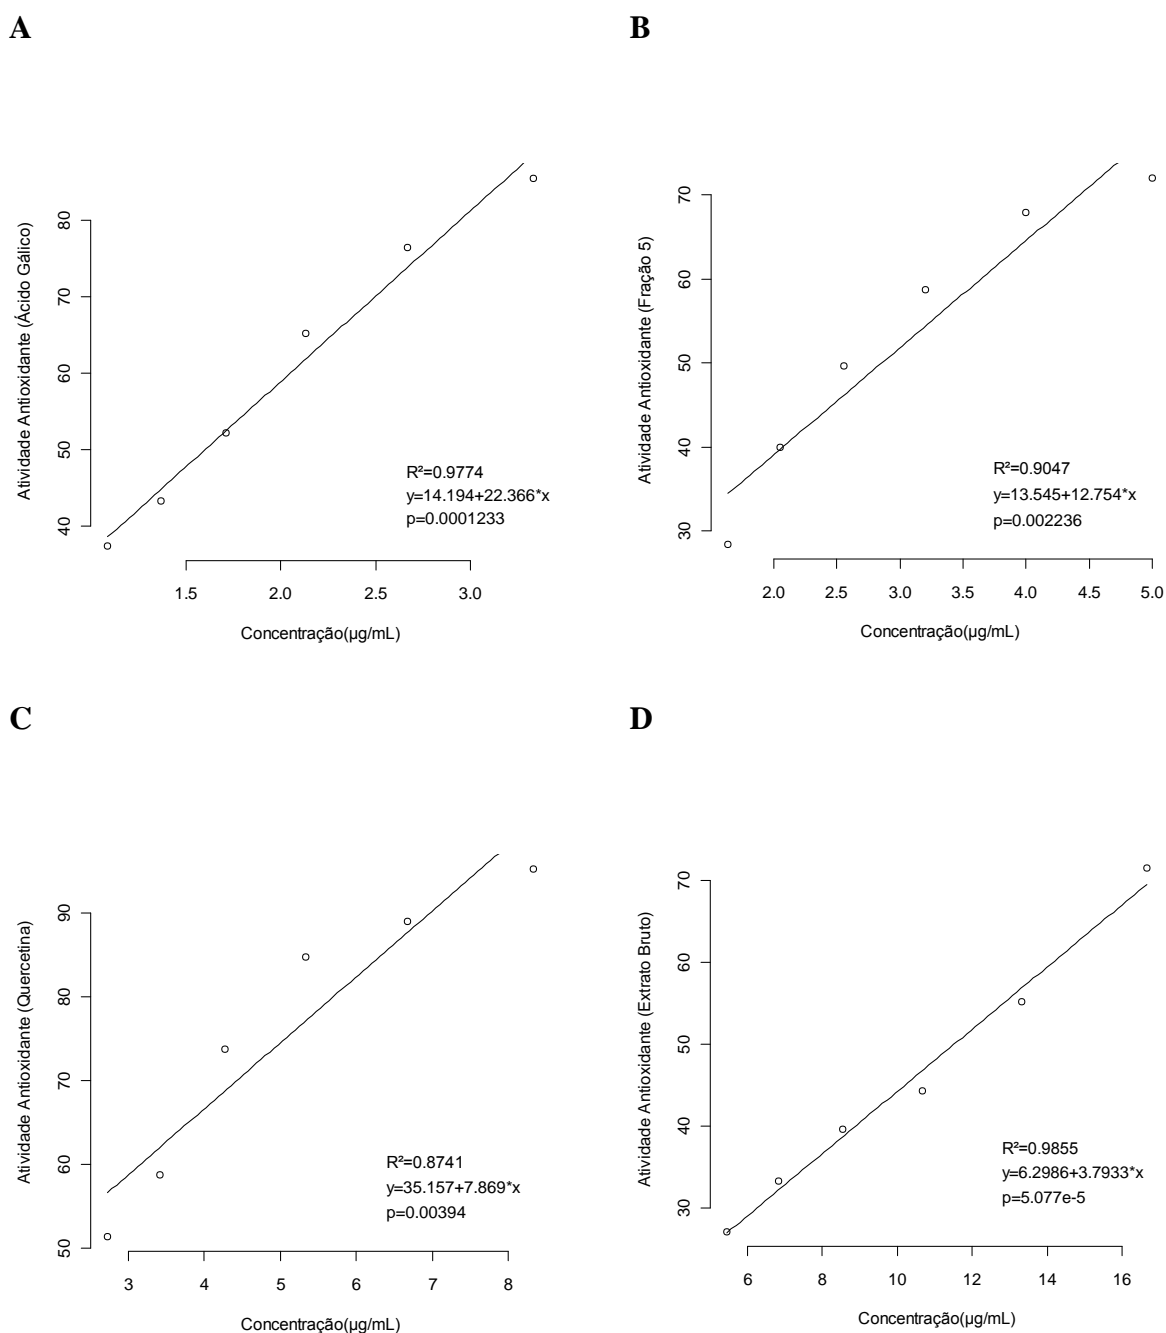 A
Atividade Antioxidante (Ácido Gálico)
80
70
60
50
40
R²=0.9774
y=14.194+22.366*x
p=0.0001233
1.5 2.0 2.5 3.0
Concentração(µg/mL)
B
Atividade Antioxidante (Fração 5)
70
60
50
40
30
R²=0.9047
y=13.545+12.754*x
p=0.002236
2.0 2.5 3.0 3.5 4.0 4.5 5.0
Concentração(µg/mL)
C
Atividade Antioxidante (Quercetina)
90
80
70
60
50
R²=0.8741
y=35.157+7.869*x
p=0.00394
3 4 5 6 7 8
Concentração(µg/mL)
D
Atividade Antioxidante (Extrato Bruto)
70
60
50
40
30
R²=0.9855
y=6.2986+3.7933*x
p=5.077e-5
6 8 10 12 14 16
Concentração(µg/mL)